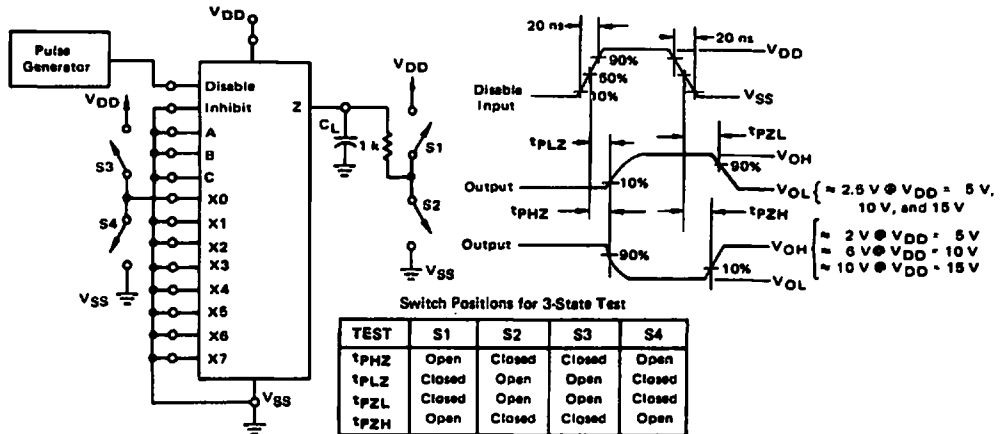 Pulse
Generator
VDD
VDD
S3
S4
VSS
Disable
Inhibit
A
B
C
X0
X1
X2
X3
X4
X5
X6
X7
Z
VSS
CL
1 k
VDD
S1
S2
VSS
20 ns
20 ns
VDD
90%
50%
10%
Disable
Input
VSS
tPLZ
tPZL
VOH
90%
10%
Output
VOL { ≈ 2.5 V @ VDD = 5 V,
10 V, and 15 V
tPHZ
tPZH
Output
90%
10%
VOH { ≈ 2 V @ VDD = 5 V
≈ 6 V @ VDD = 10 V
≈ 10 V @ VDD = 15 V
VOL
Switch Positions for 3-State Test
TEST S1 S2 S3 S4
tPHZ Open Closed Closed Open
tPLZ Closed Open Open Closed
tPZL Closed Open Open Closed
tPZH Open Closed Closed Open